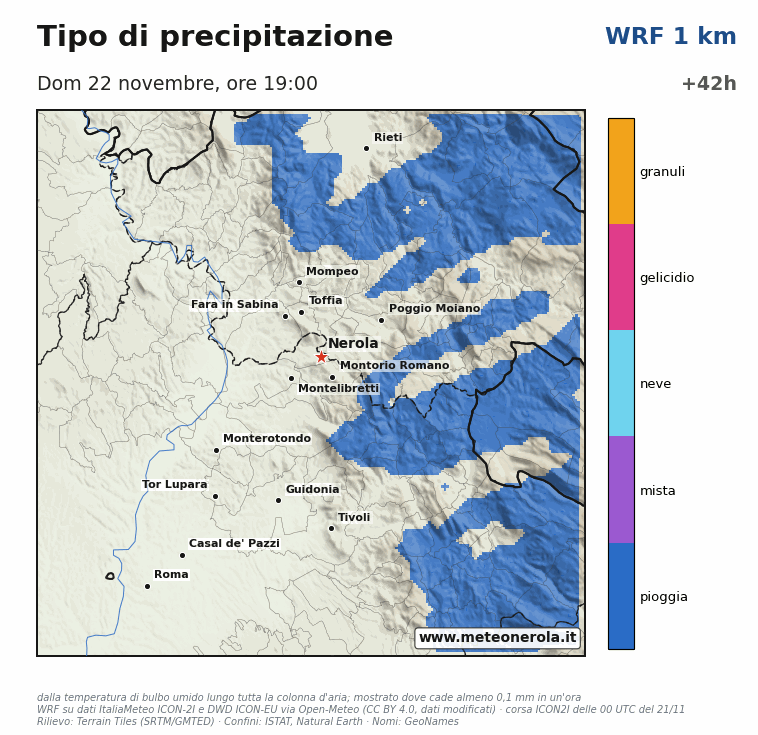 Tipo di precipitazione
WRF 1 km
Dom 22 novembre, ore 19:00
+42h
Rieti
granuli
gelicidio
Mompeo
Fara in Sabina
Toffia
Poggio Moiano
Nerola
Montorio Romano
neve
Montelibretti
Monterotondo
mista
Tor Lupara
Guidonia
Tivoli
Casal de' Pazzi
Roma
pioggia
www.meteonerola.it
dalla temperatura di bulbo umido lungo tutta la colonna d'aria; mostrato dove cade almeno 0,1 mm in un'ora
WRF su dati ItaliaMeteo ICON-2I e DWD ICON-EU via Open-Meteo (CC BY 4.0, dati modificati) · corsa ICON2I delle 00 UTC del 21/11
Rilievo: Terrain Tiles (SRTM/GMTED) · Confini: ISTAT, Natural Earth · Nomi: GeoNames